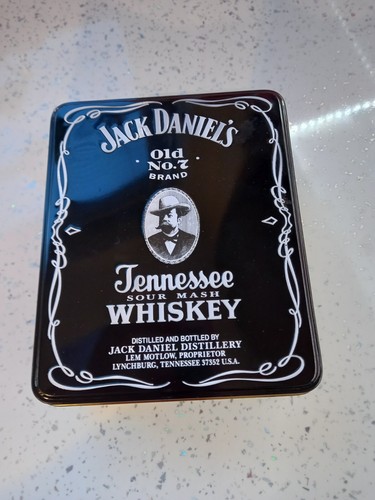 JACK DANIEL'S
Old
No.7
BRAND
Tennessee
SOUR MASH
WHISKEY
DISTILLED AND BOTTLED BY
JACK DANIEL DISTILLERY
LEM MOTLOW, PROPRIETOR
LYNCHBURG, TENNESSEE 37352 U.S.A.